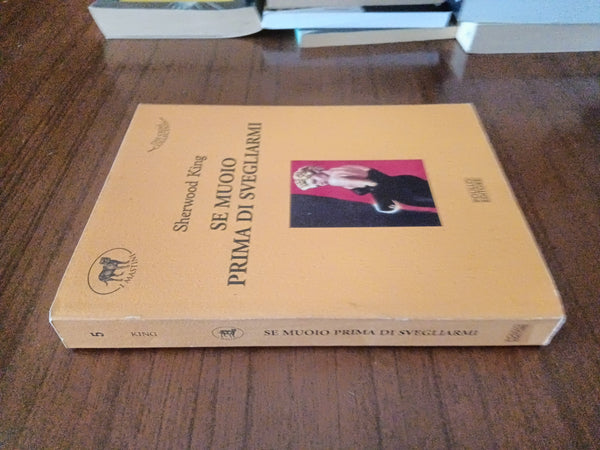 Sherwood King
SE MUOIO
PRIMA DI SVEGLIARMI
I MASTINI
5
KING
SE MUOIO PRIMA DI SVEGLIARMI